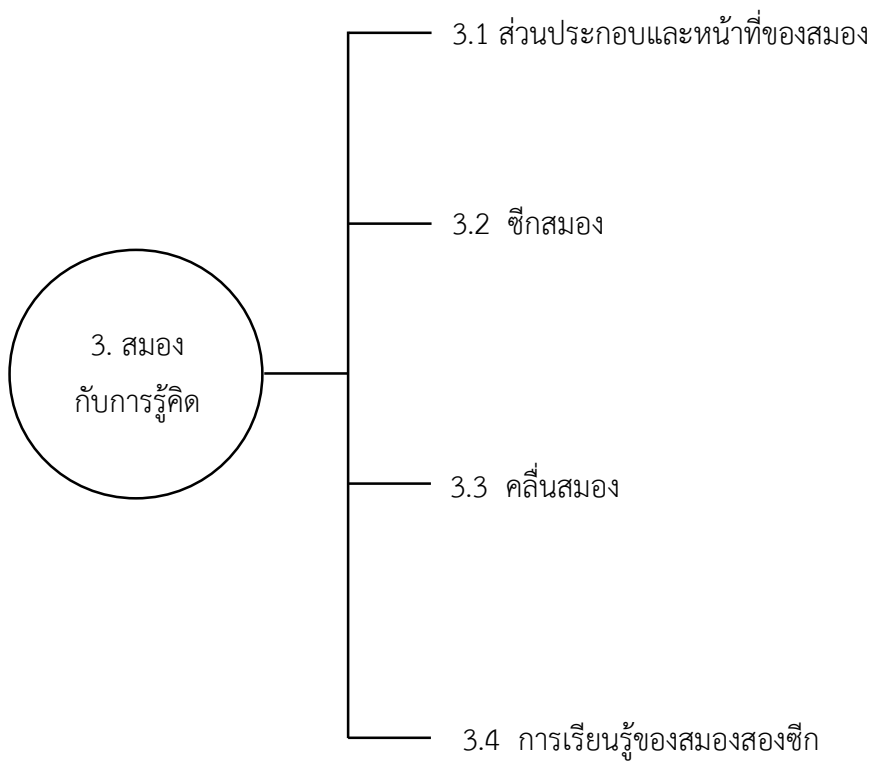 3.1 ส่วนประกอบและหน้าที่ของสมอง
3.2 ซีกสมอง
3. สมอง
กับการรู้คิด
3.3 คลื่นสมอง
3.4 การเรียนรู้ของสมองสองซีก